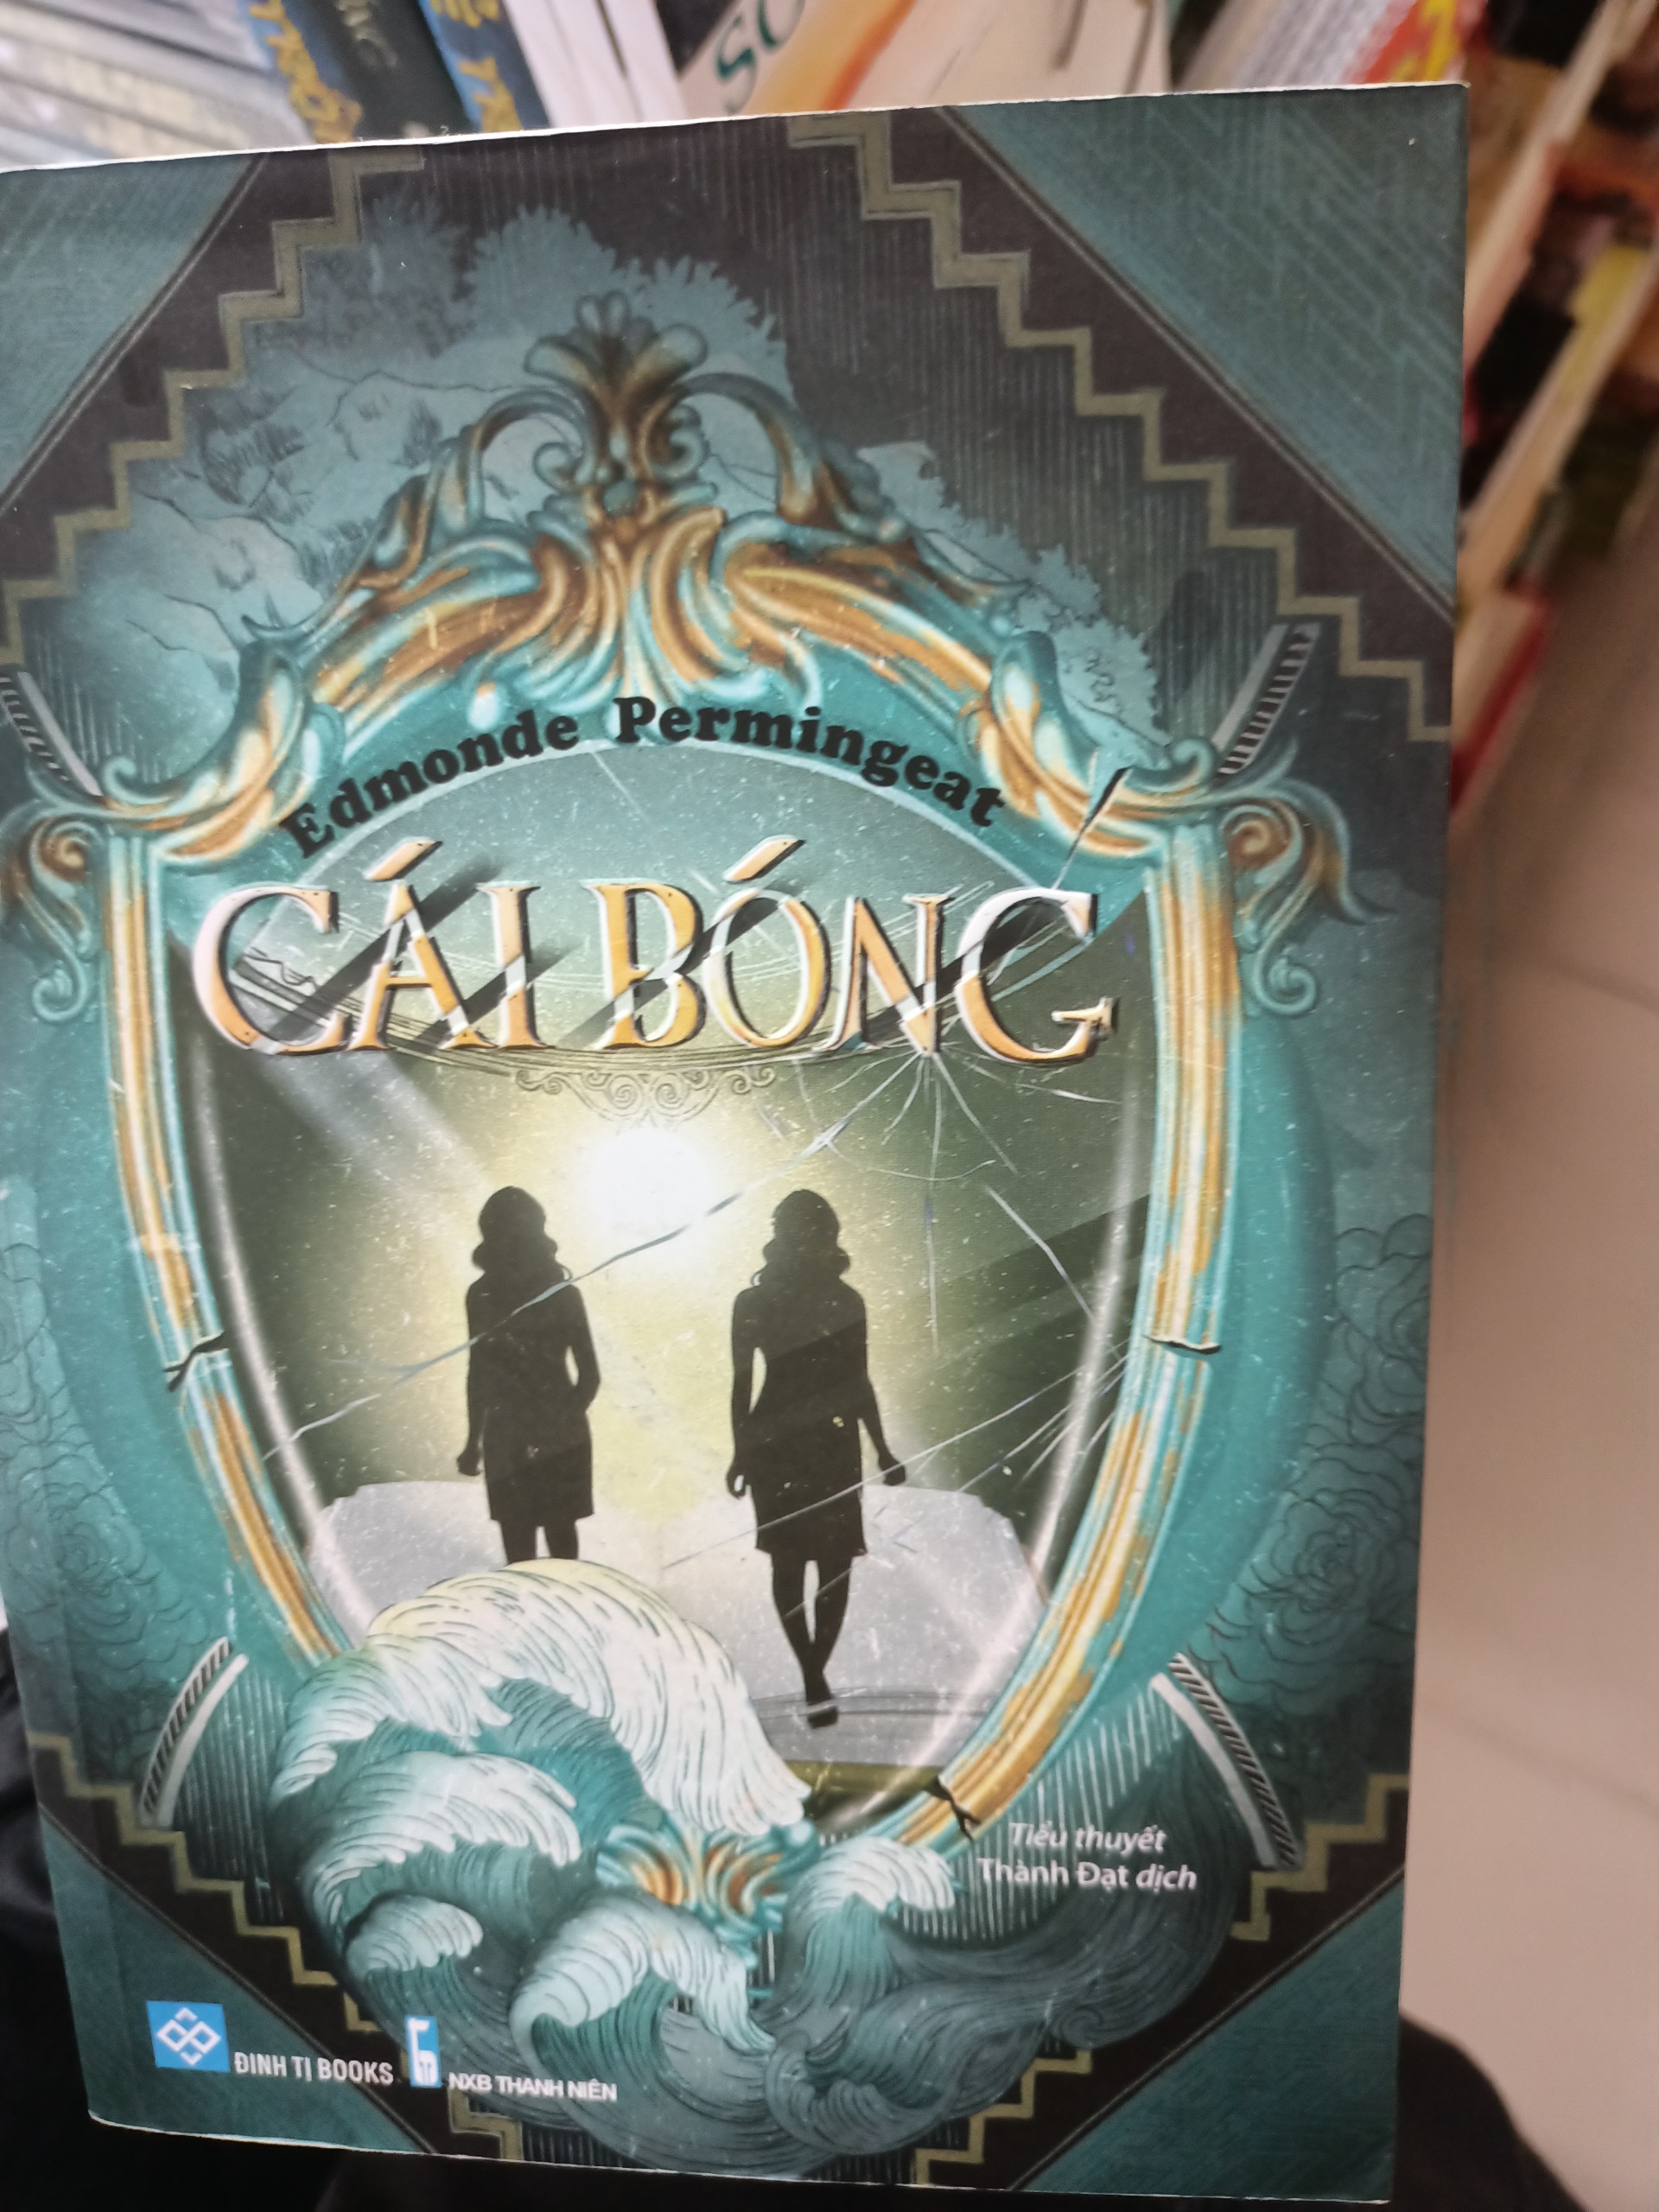 Edmonde Permingeat
CÁI BÓNG
Tiểu thuyết
Thành Đạt dịch
ĐINH TỊ BOOKS
NXB THANH NIÊN